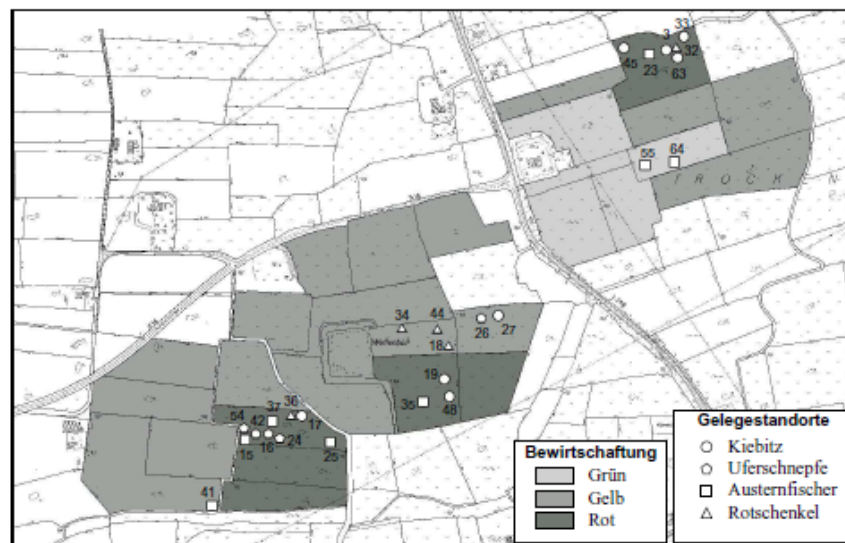 33
3
45
23
32
63
55
64
T R O C K N
34
44
26
27
18
19
35
48
36
37
17
54
42
15
16
24
25
41
Bewirtschaftung
Grün
Gelb
Rot
Gelegestandorte
Kiebitz
Uferschnepfe
Austernfischer
Rotschenkel